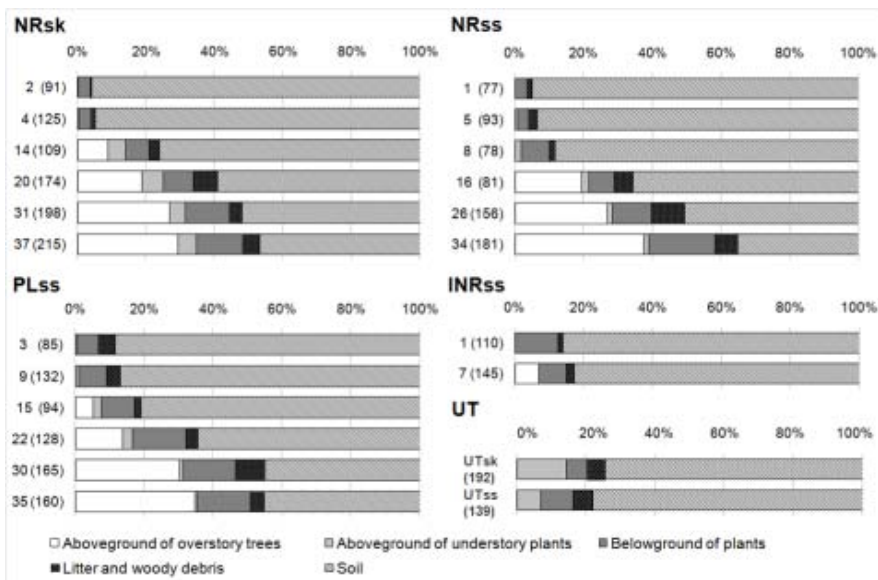 NRsk
0% 20% 40% 60% 80% 100%
2 (91)
4 (125)
14 (109)
20 (174)
31 (198)
37 (215)
NRss
0% 20% 40% 60% 80% 100%
1 (77)
5 (93)
8 (78)
16 (81)
26 (156)
34 (181)
PLss
0% 20% 40% 60% 80% 100%
3 (85)
9 (132)
15 (94)
22 (128)
30 (165)
35 (160)
INRss
0% 20% 40% 60% 80% 100%
1 (110)
7 (145)
UT
0% 20% 40% 60% 80% 100%
UTsk
(192)
UTss
(139)
Aboveground of overstory trees Aboveground of understory plants Belowground of plants
Litter and woody debris Soil